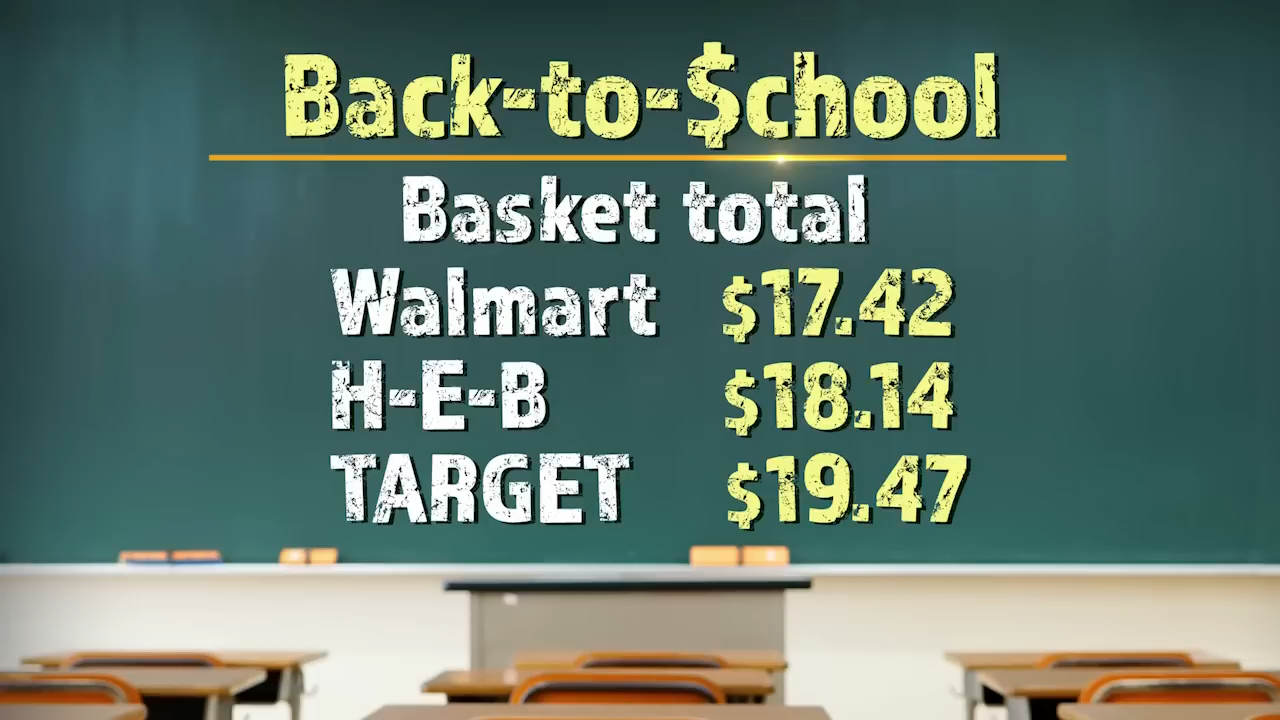 Back-to-$chool
Basket total
Walmart $17.42
H-E-B $18.14
TARGET $19.47